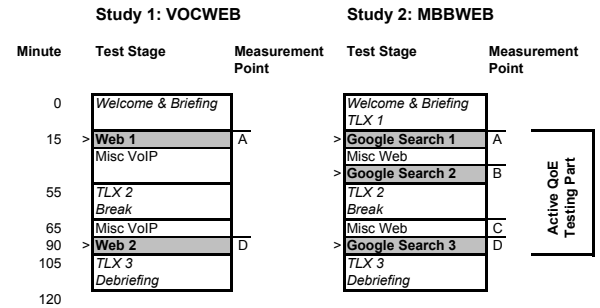 Study 1: VOCWEB Study 2: MBBWEB
Minute Test Stage Measurement Point Test Stage Measurement Point
0 Welcome & Briefing Welcome & Briefing
TLX 1
15 > Web 1 A > Google Search 1 A
Misc VoIP Misc Web
> Google Search 2 B
55 TLX 2 TLX 2
Break Break
65 Misc VoIP Misc Web C
90 > Web 2 D > Google Search 3 D
105 TLX 3 TLX 3
Debriefing Debriefing
120
Active QoE
Testing Part